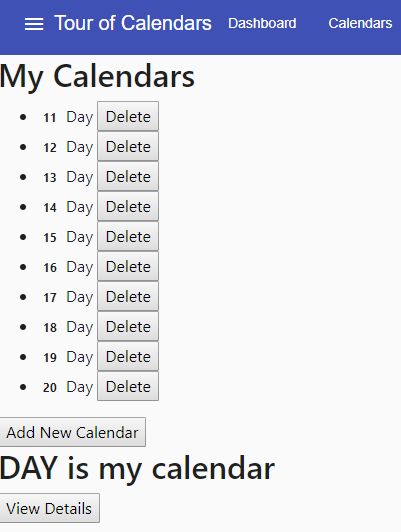 Tour of Calendars Dashboard Calendars
My Calendars
11 Day Delete
12 Day Delete
13 Day Delete
14 Day Delete
15 Day Delete
16 Day Delete
17 Day Delete
18 Day Delete
19 Day Delete
20 Day Delete
Add New Calendar
DAY is my calendar
View Details